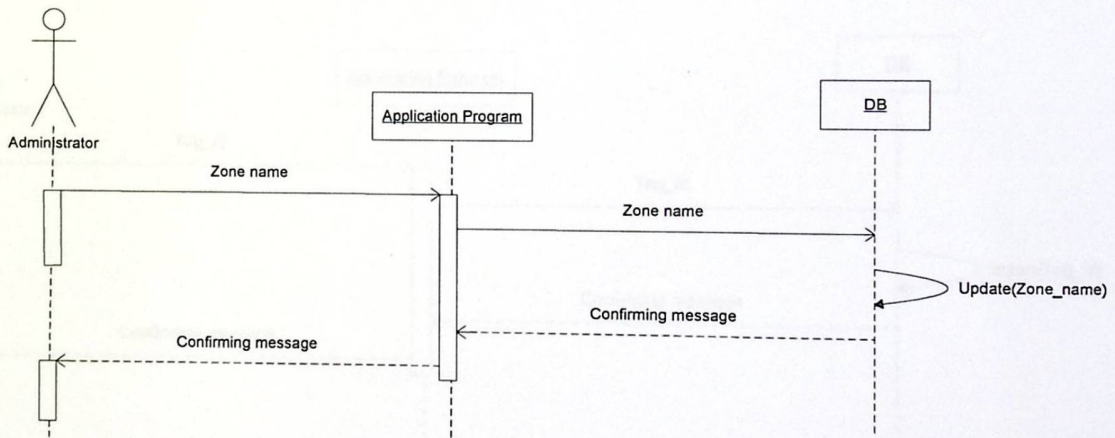 Administrator
Application Program
DB
Zone name
Zone name
Update(Zone_name)
Confirming message
Confirming message